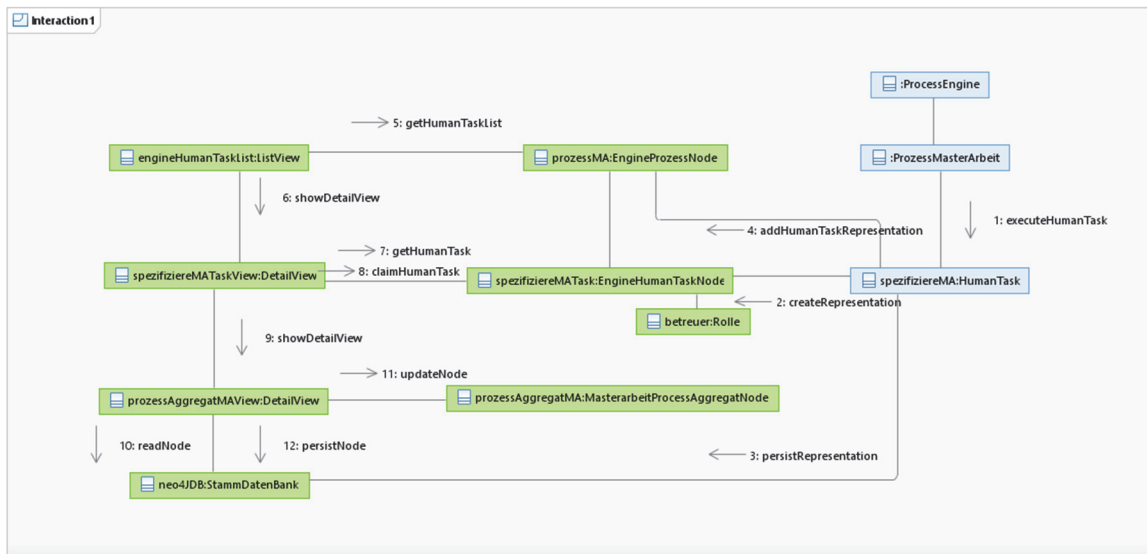 Interaction1
:ProcessEngine
5: getHumanTaskList
engineHumanTaskList:ListView
prozessMA:EngineProzessNode
:ProzessMasterArbeit
6: showDetailView
1: executeHumanTask
4: addHumanTaskRepresentation
7: getHumanTask
8: claimHumanTask
spezifiziereMATaskView:DetailView
spezifiziereMATask:EngineHumanTaskNode
spezifiziereMA:HumanTask
2: createRepresentation
betreuer:Rolle
9: showDetailView
11: updateNode
prozessAggregatMAView:DetailView
prozessAggregatMA:MasterarbeitProcessAggregatNode
10: readNode
12: persistNode
3: persistRepresentation
neo4JDB:StammDatenBank